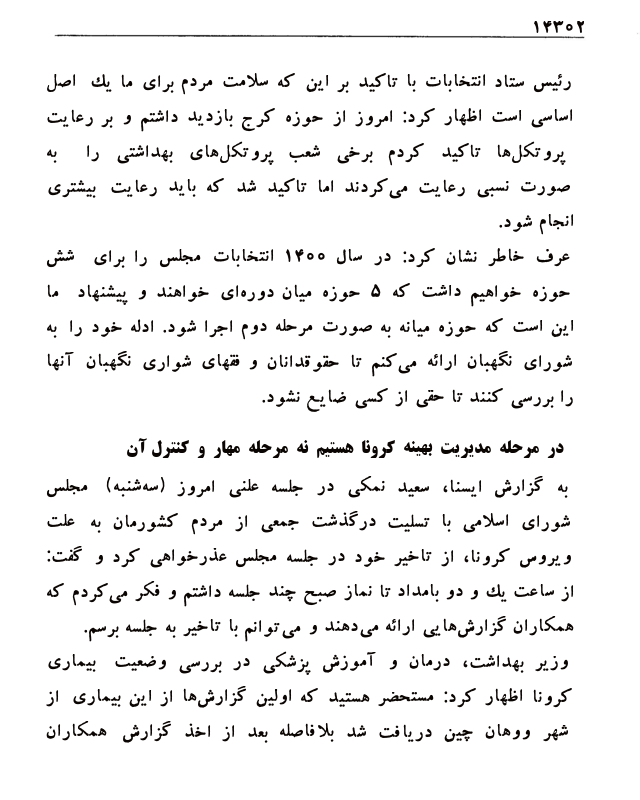 ۱۴۳۰۲
رئیس ستاد انتخابات با تاکید بر این که سلامت مردم برای ما یك اصل
اساسی است اظهار کرد: امروز از حوزه کرج بازدید داشتم و بر رعایت
پروتکل‌ها تاکید کردم برخی شعب پروتکل‌های بهداشتی را به
صورت نسبی رعایت می‌کردند اما تاکید شد که باید رعایت بیشتری
انجام شود.
عرف خاطر نشان کرد: در سال ۱۴۰۰ انتخابات مجلس را برای شش
حوزه خواهیم داشت که ۵ حوزه میان دوره‌ای خواهند و پیشنهاد ما
این است که حوزه میانه به صورت مرحله دوم اجرا شود. ادله خود را به
شورای نگهبان ارائه می‌کنم تا حقوقدانان و فقهای شواری نگهبان آنها
را بررسی کنند تا حقی از کسی ضایع نشود.
در مرحله مدیریت بهینه کرونا هستیم نه مرحله مهار و کنترل آن
به گزارش ایسنا، سعید نمکی در جلسه علنی امروز (سه‌شنبه) مجلس
شورای اسلامی با تسلیت درگذشت جمعی از مردم کشورمان به علت
ویروس کرونا، از تاخیر خود در جلسه مجلس عذرخواهی کرد و گفت:
از ساعت یك و دو بامداد تا نماز صبح چند جلسه داشتم و فکر می‌کردم که
همکاران گزارش‌هایی ارائه می‌دهند و می‌توانم با تاخیر به جلسه برسم.
وزیر بهداشت، درمان و آموزش پزشکی در بررسی وضعیت بیماری
کرونا اظهار کرد: مستحضر هستید که اولین گزارش‌ها از این بیماری از
شهر ووهان چین دریافت شد بلافاصله بعد از اخذ گزارش همکاران